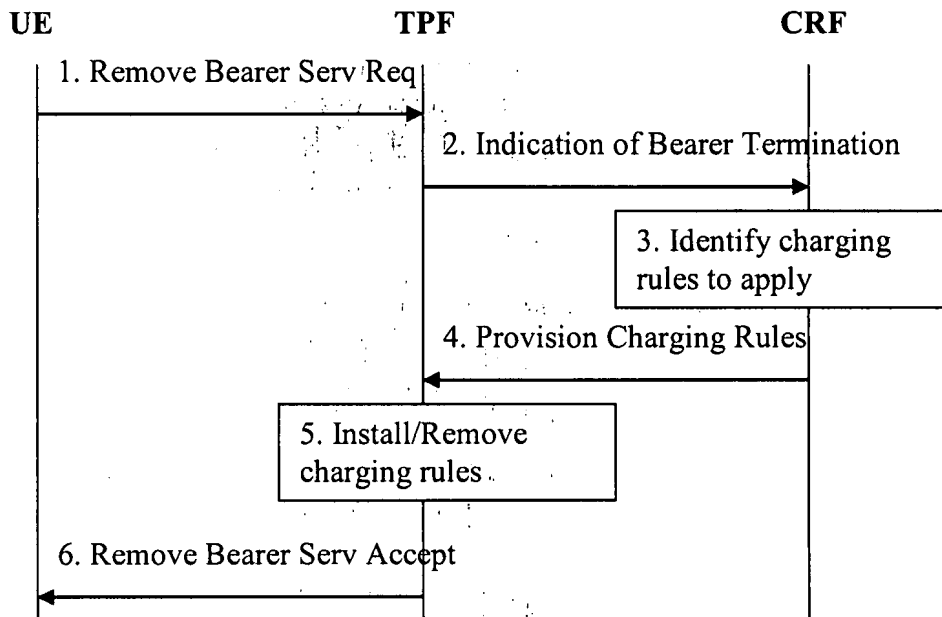 UE TPF CRF
1. Remove Bearer Serv Req
2. Indication of Bearer Termination
3. Identify charging
rules to apply
4. Provision Charging Rules
5. Install/Remove
charging rules
6. Remove Bearer Serv Accept